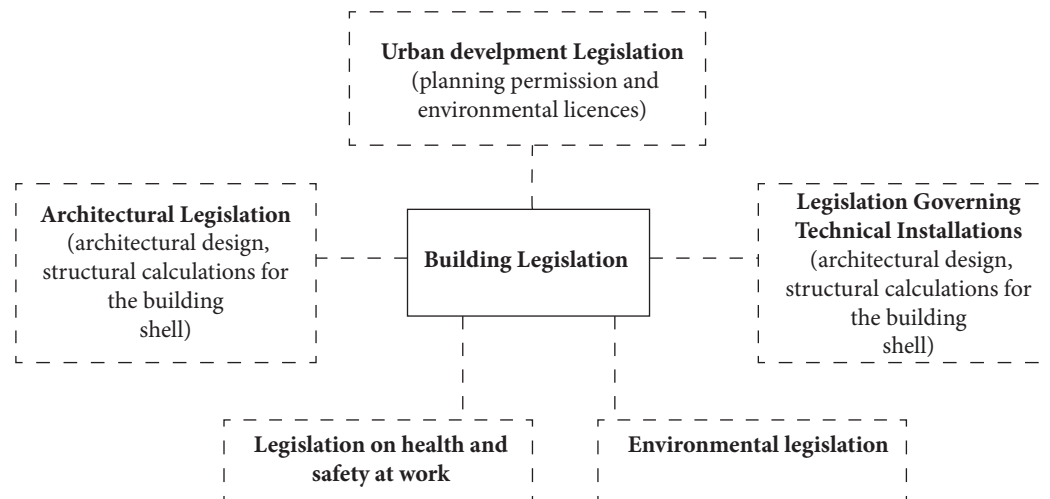 Urban develpment Legislation
(planning permission and
environmental licences)
Architectural Legislation
(architectural design,
structural calculations for
the building
shell)
Building Legislation
Legislation Governing
Technical Installations
(architectural design,
structural calculations for
the building
shell)
Legislation on health and
safety at work
Environmental legislation